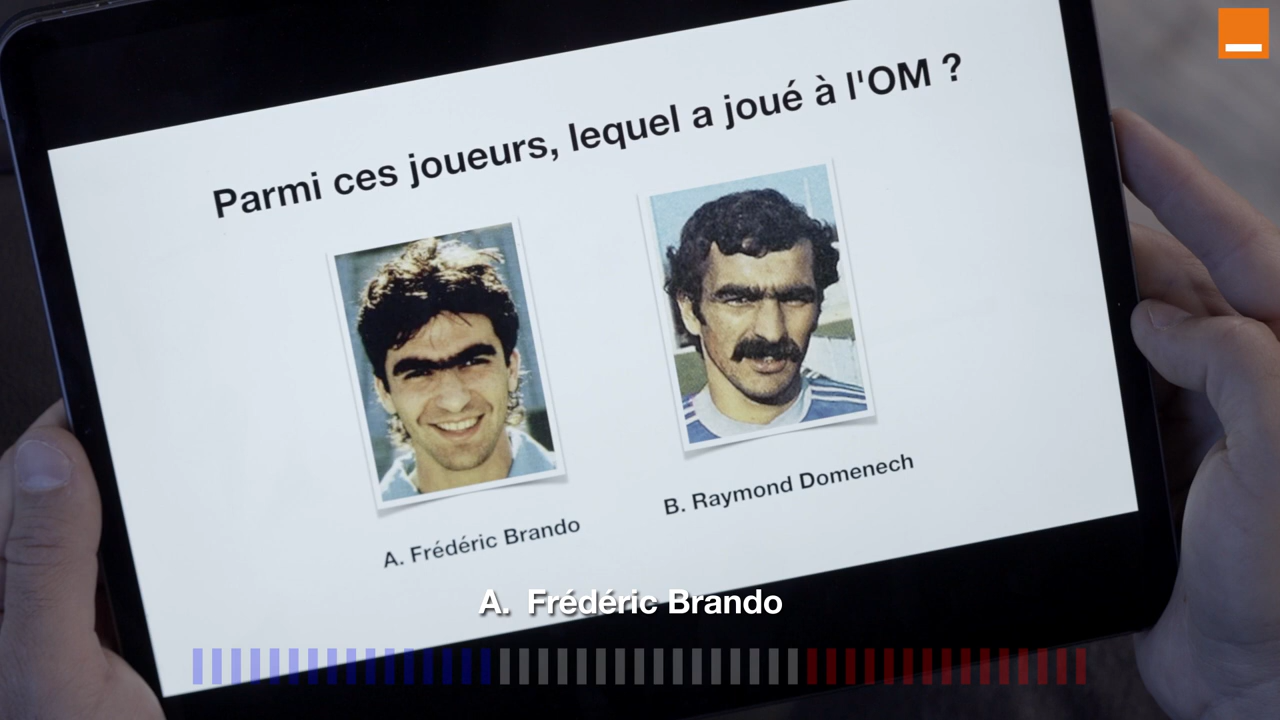 Parmi ces joueurs, lequel a joué à l'OM ?
A. Frédéric Brando
B. Raymond Domenech
A. Frédéric Brando